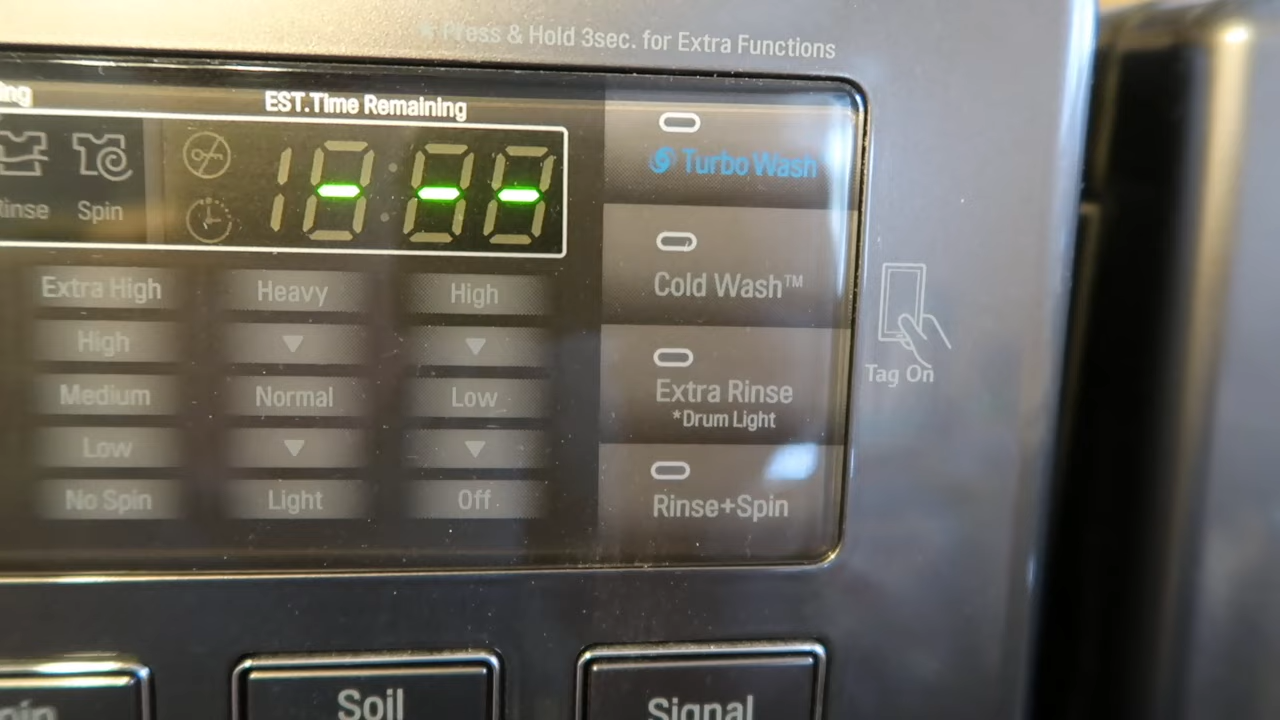 * Press & Hold 3sec. for Extra Functions
EST.Time Remaining
Spin
- - -
Turbo Wash
Cold Wash™
Extra Rinse
*Drum Light
Rinse+Spin
Tag On
Extra High
High
Medium
Low
No Spin
Heavy
Normal
Light
High
Low
Off
Soil
Signal